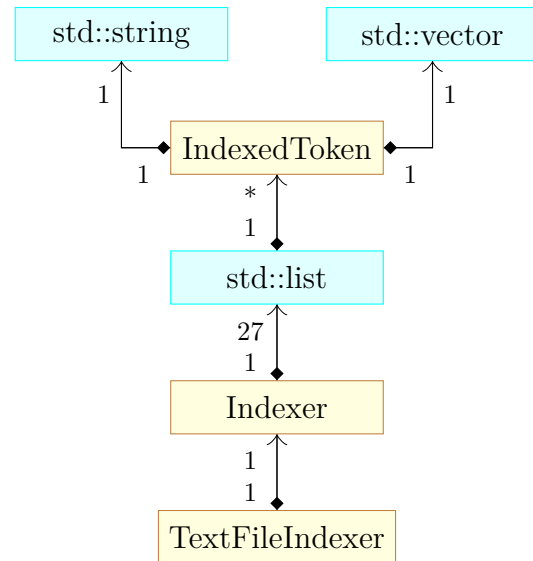 std::string std::vector
1 1
IndexedToken
1 1
*
1
std::list
27
1
Indexer
1
1
TextFileIndexer